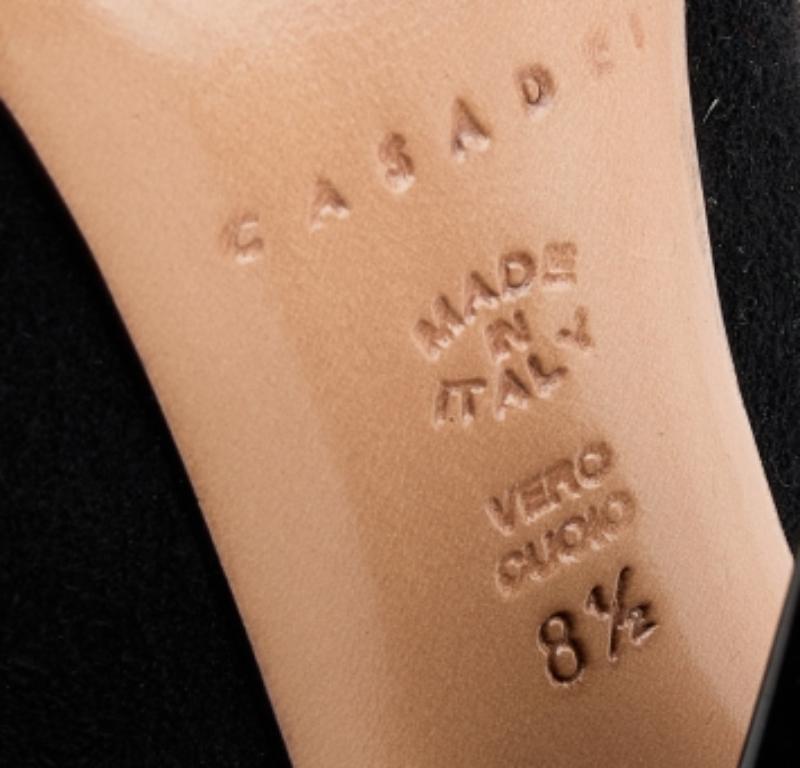 CASADEI
MADE
IN
ITALY
VERO
CUOIO
8½